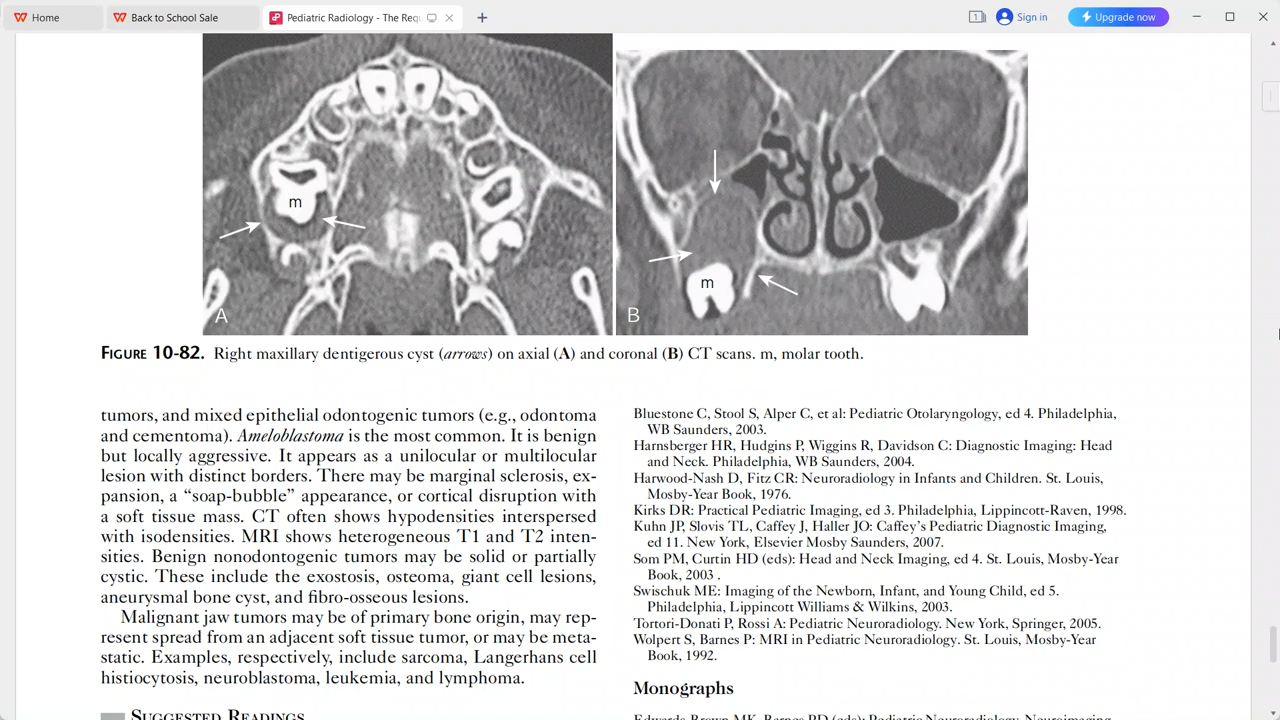 Home
Back to School Sale
Pediatric Radiology - The Req
1
Sign in
Upgrade now
m
A
m
B
FIGURE 10-82. Right maxillary dentigerous cyst (arrows) on axial (A) and coronal (B) CT scans. m, molar tooth.
tumors, and mixed epithelial odontogenic tumors (e.g., odontoma
and cementoma). Ameloblastoma is the most common. It is benign
but locally aggressive. It appears as a unilocular or multilocular
lesion with distinct borders. There may be marginal sclerosis, ex-
pansion, a “soap-bubble” appearance, or cortical disruption with
a soft tissue mass. CT often shows hypodensities interspersed
with isodensities. MRI shows heterogeneous T1 and T2 inten-
sities. Benign nonodontogenic tumors may be solid or partially
cystic. These include the exostosis, osteoma, giant cell lesions,
aneurysmal bone cyst, and fibro-osseous lesions.
Malignant jaw tumors may be of primary bone origin, may rep-
resent spread from an adjacent soft tissue tumor, or may be meta-
static. Examples, respectively, include sarcoma, Langerhans cell
histiocytosis, neuroblastoma, leukemia, and lymphoma.
SUGGESTED READINGS
Bluestone C, Stool S, Alper C, et al: Pediatric Otolaryngology, ed 4. Philadelphia,
WB Saunders, 2003.
Harnsberger HR, Hudgins P, Wiggins R, Davidson C: Diagnostic Imaging: Head
and Neck. Philadelphia, WB Saunders, 2004.
Harwood-Nash D, Fitz CR: Neuroradiology in Infants and Children. St. Louis,
Mosby-Year Book, 1976.
Kirks DR: Practical Pediatric Imaging, ed 3. Philadelphia, Lippincott-Raven, 1998.
Kuhn JP, Slovis TL, Caffey J, Haller JO: Caffey’s Pediatric Diagnostic Imaging,
ed 11. New York, Elsevier Mosby Saunders, 2007.
Som PM, Curtin HD (eds): Head and Neck Imaging, ed 4. St. Louis, Mosby-Year
Book, 2003 .
Swischuk ME: Imaging of the Newborn, Infant, and Young Child, ed 5.
Philadelphia, Lippincott Williams & Wilkins, 2003.
Tortori-Donati P, Rossi A: Pediatric Neuroradiology. New York, Springer, 2005.
Wolpert S, Barnes P: MRI in Pediatric Neuroradiology. St. Louis, Mosby-Year
Book, 1992.
Monographs
Edwards-Brown MK, Barnes PD (eds): Pediatric Neuroradiology, Neuroimaging